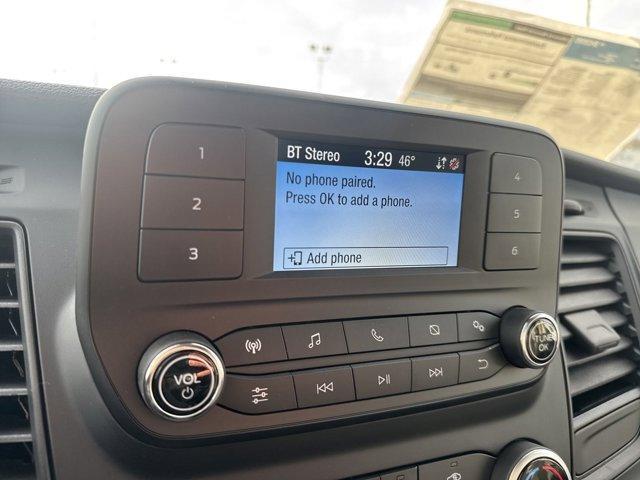 BT Stereo 3:29 46°
No phone paired.
Press OK to add a phone.
Add phone
1
2
3
4
5
6
VOL
TUNE
OK